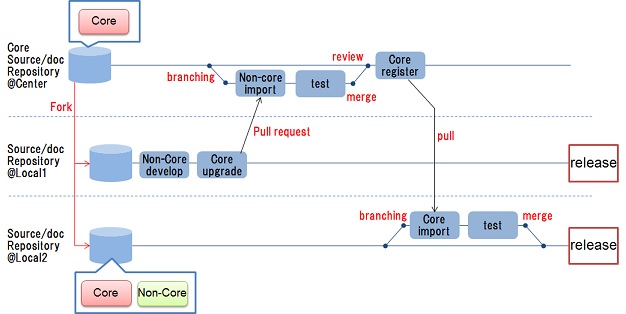 Core
Core
Source/doc
Repository
@Center
branching
Non-core
import
test
merge
review
Core
register
Fork
Pull request
pull
Source/doc
Repository
@Local1
Non-Core
develop
Core
upgrade
release
Source/doc
Repository
@Local2
branching
Core
import
test
merge
release
Core
Non-Core